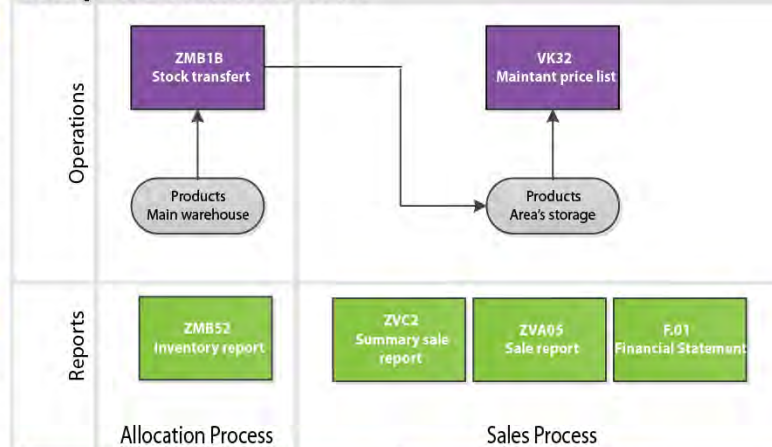 Operations
ZMB1B
Stock transfert
VK32
Maintant price list
Products
Main warehouse
Products
Area's storage
Reports
ZMB52
Inventory report
ZVC2
Summary sale
report
ZVA05
Sale report
F.01
Financial Statement
Allocation Process
Sales Process